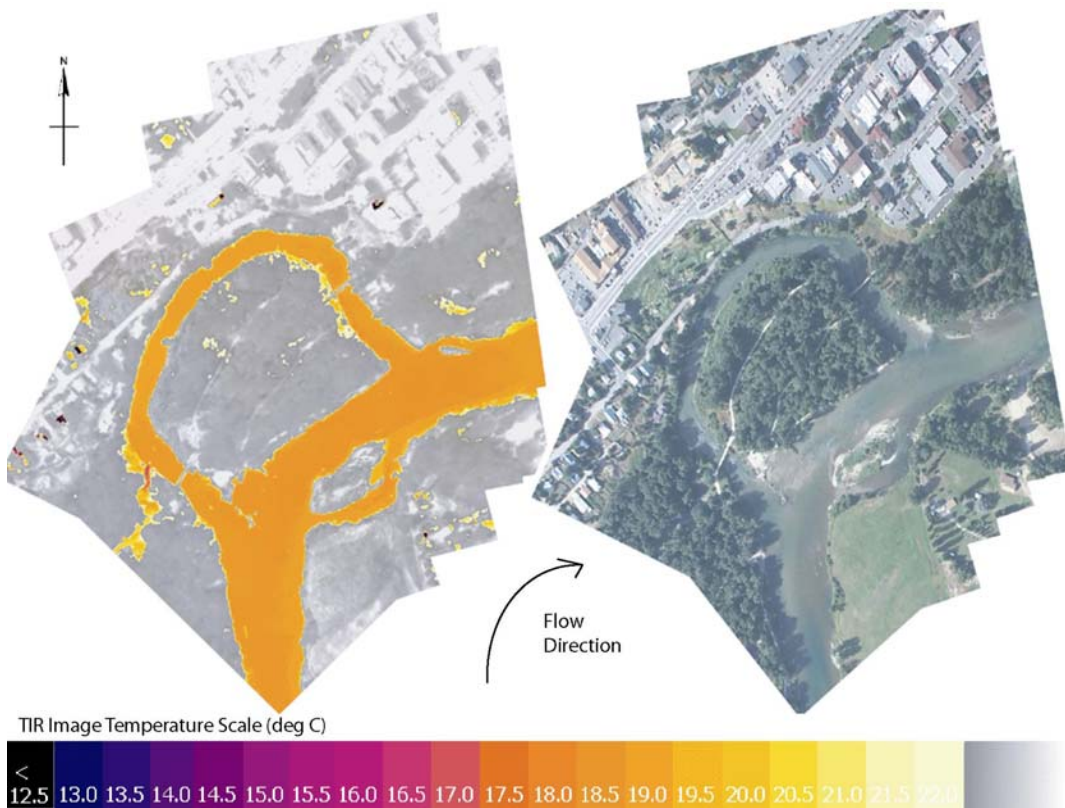 N
Flow
Direction
TIR Image Temperature Scale (deg C)
<
12.5 13.0 13.5 14.0 14.5 15.0 15.5 16.0 16.5 17.0 17.5 18.0 18.5 19.0 19.5 20.0 20.5 21.0 21.5 22.0